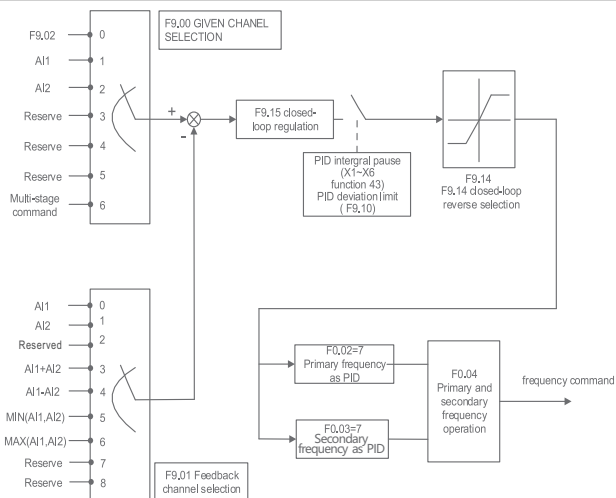 F9.00 GIVEN CHANEL
SELECTION
F9.02
0
AI1
1
AI2
2
Reserve
3
Reserve
4
Reserve
5
Multi-stage
command
6
+
-
F9.15 closed-
loop regulation
PID intergral pause
(X1~X6
function 43)
PID deviation limit
( F9.10)
F9.14
F9.14 closed-loop
reverse selection
AI1
0
AI2
1
Reserved
2
AI1+AI2
3
AI1-AI2
4
MIN(AI1,AI2)
5
MAX(AI1,AI2)
6
Reserve
7
Reserve
8
F9.01 Feedback
channel selection
F0.02=7
Primary frequency
as PID
F0.03=7
Secondary
frequency as PID
F0.04
Primary and
secondary
frequency
operation
frequency command